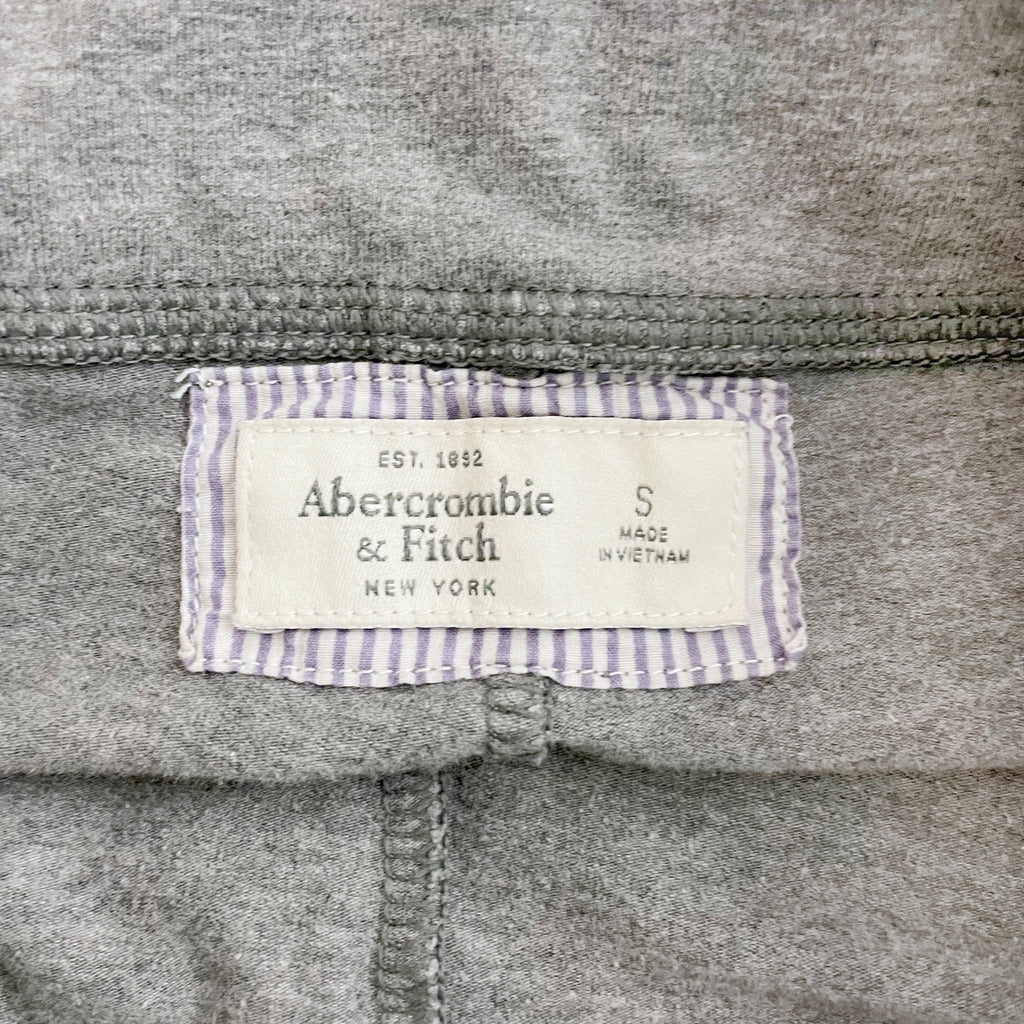 EST. 1892
Abercrombie
& Fitch
NEW YORK
S
MADE
IN VIETNAM